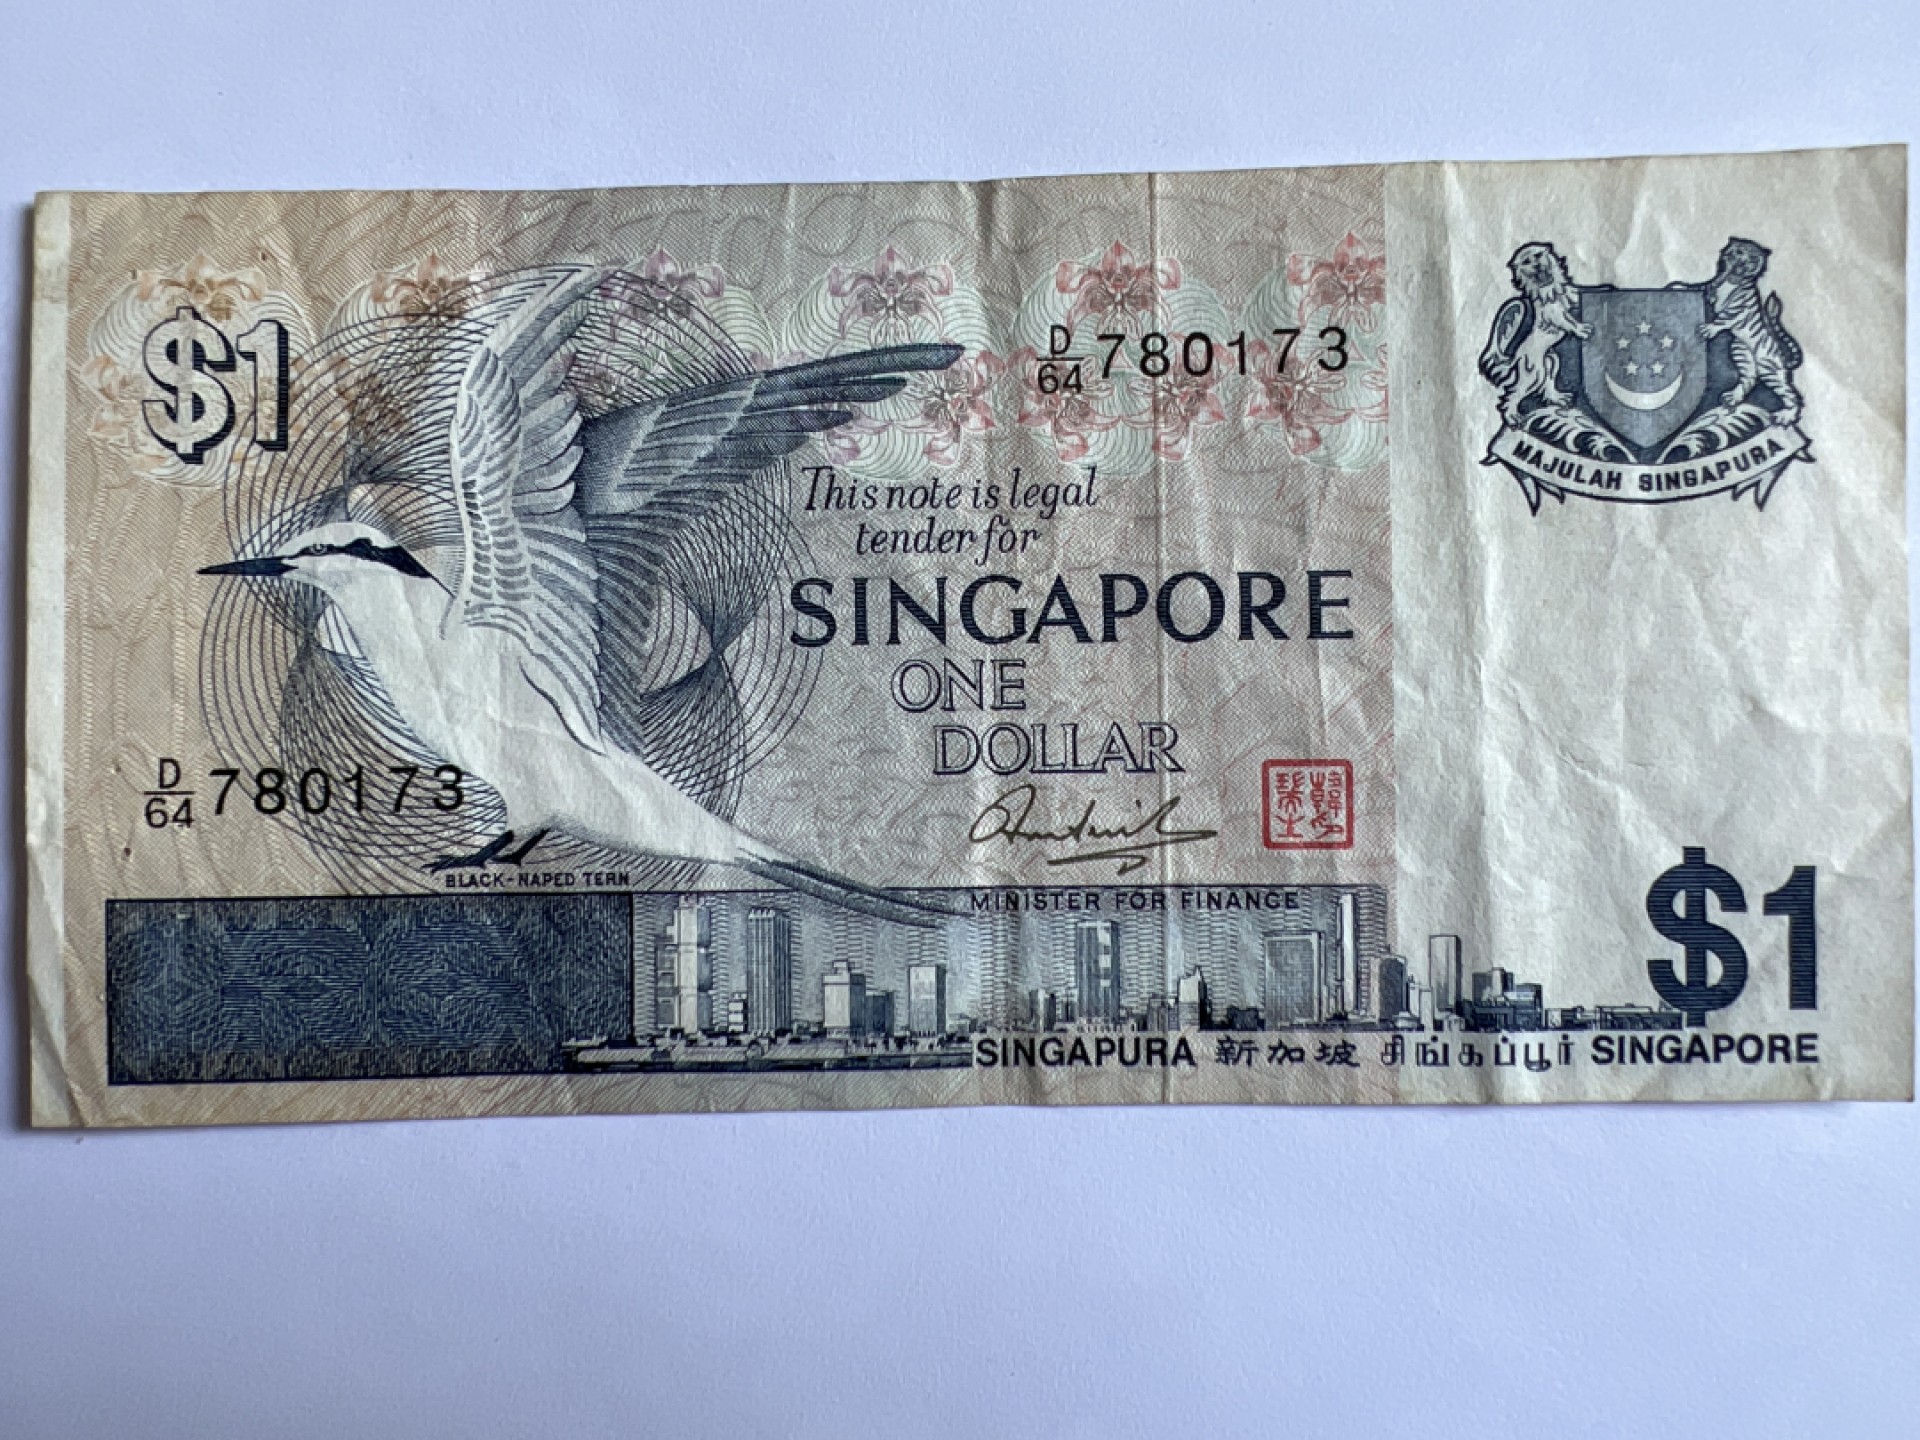 $1
D/64 780173
MAJULAH SINGAPURA
This note is legal
tender for
SINGAPORE
ONE
DOLLAR
D/64 780173
BLACK-NAPED TERN
MINISTER FOR FINANCE
$1
SINGAPURA 新加坡 சிங்கப்பூர் SINGAPORE